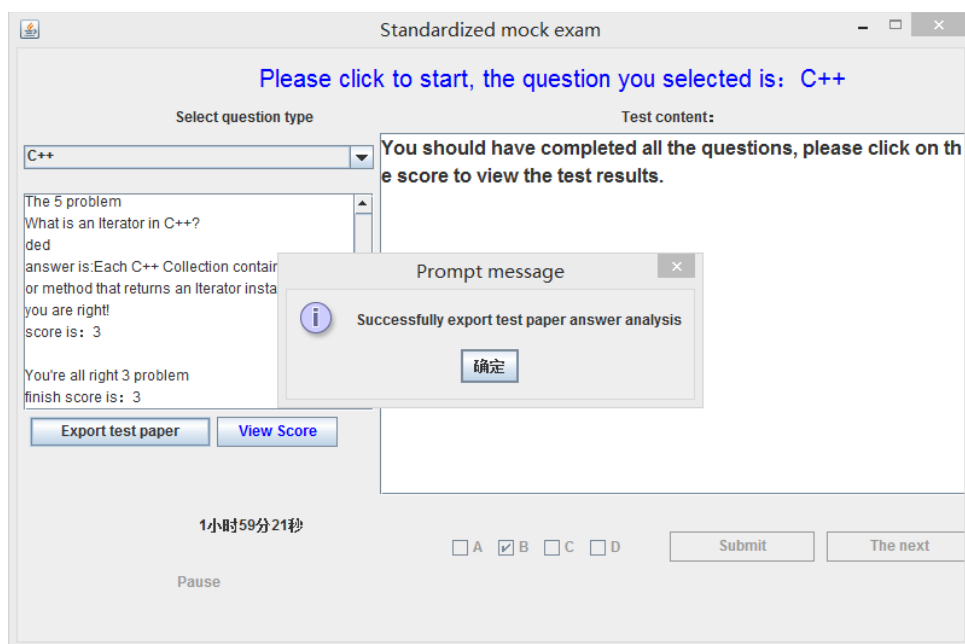 Standardized mock exam
Please click to start, the question you selected is: C++
Select question type
Test content:
C++
You should have completed all the questions, please click on th
e score to view the test results.
The 5 problem
What is an Iterator in C++?
ded
answer is:Each C++ Collection contain
or method that returns an Iterator insta
you are right!
score is: 3
You're all right 3 problem
finish score is: 3
Prompt message
Successfully export test paper answer analysis
确定
Export test paper
View Score
1小时59分21秒
A
B
C
D
Submit
The next
Pause